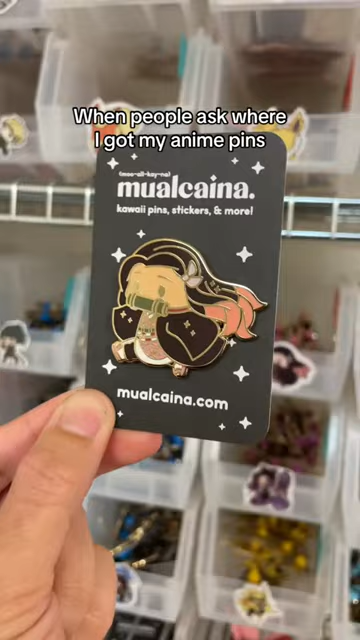 When people ask where
I got my anime pins
(moo-all-kay-na)
mualcaina.
kawaii pins, stickers, & more!
mualcaina.com